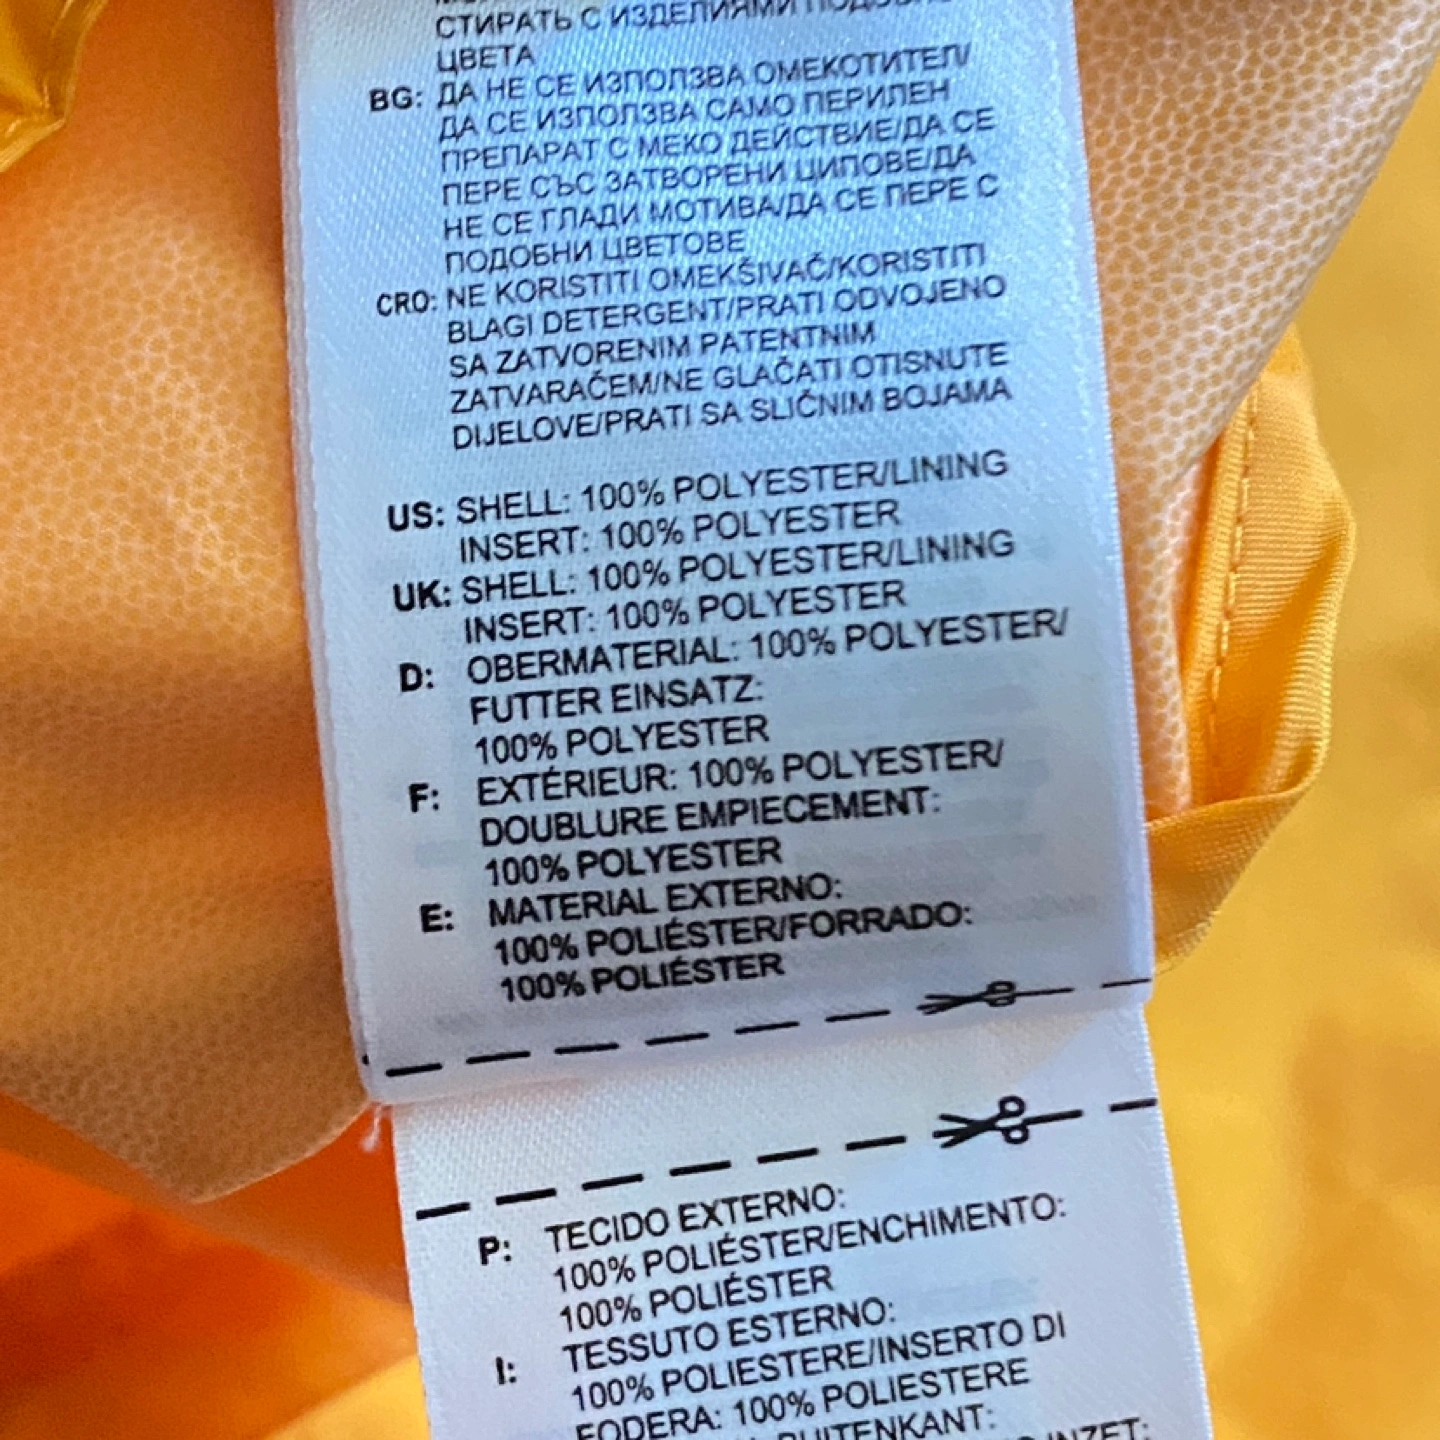 СТИРАТЬ С ИЗДЕЛИЯМИ
ЦВЕТА
BG: ДА НЕ СЕ ИЗПОЛЗВА ОМЕКОТИТЕЛ/
ДА СЕ ИЗПОЛЗВА САМО ПЕРИЛЕН
ПРЕПАРАТ С МЕКО ДЕЙСТВИЕ/ДА СЕ
ПЕРЕ СЪС ЗАТВОРЕНИ ЦИПОВЕ/ДА
НЕ СЕ ГЛАДИ МОТИВА/ДА СЕ ПЕРЕ С
ПОДОБНИ ЦВЕТОВЕ
CRO: NE KORISTITI OMEKŠIVAČ/KORISTITI
BLAGI DETERGENT/PRATI ODVOJENO
SA ZATVORENIM PATENTNIM
ZATVARAČEM/NE GLAČATI OTISNUTE
DIJELOVE/PRATI SA SLIČNIM BOJAMA
US: SHELL: 100% POLYESTER/LINING
INSERT: 100% POLYESTER
UK: SHELL: 100% POLYESTER/LINING
INSERT: 100% POLYESTER
D: OBERMATERIAL: 100% POLYESTER/
FUTTER EINSATZ:
100% POLYESTER
F: EXTÉRIEUR: 100% POLYESTER/
DOUBLURE EMPIECEMENT:
100% POLYESTER
E: MATERIAL EXTERNO:
100% POLIÉSTER/FORRADO:
100% POLIÉSTER
P: TECIDO EXTERNO:
100% POLIÉSTER/ENCHIMENTO:
100% POLIÉSTER
I: TESSUTO ESTERNO:
100% POLIESTERE/INSERTO DI
FODERA: 100% POLIESTERE
BUITENKANT:
INZET: